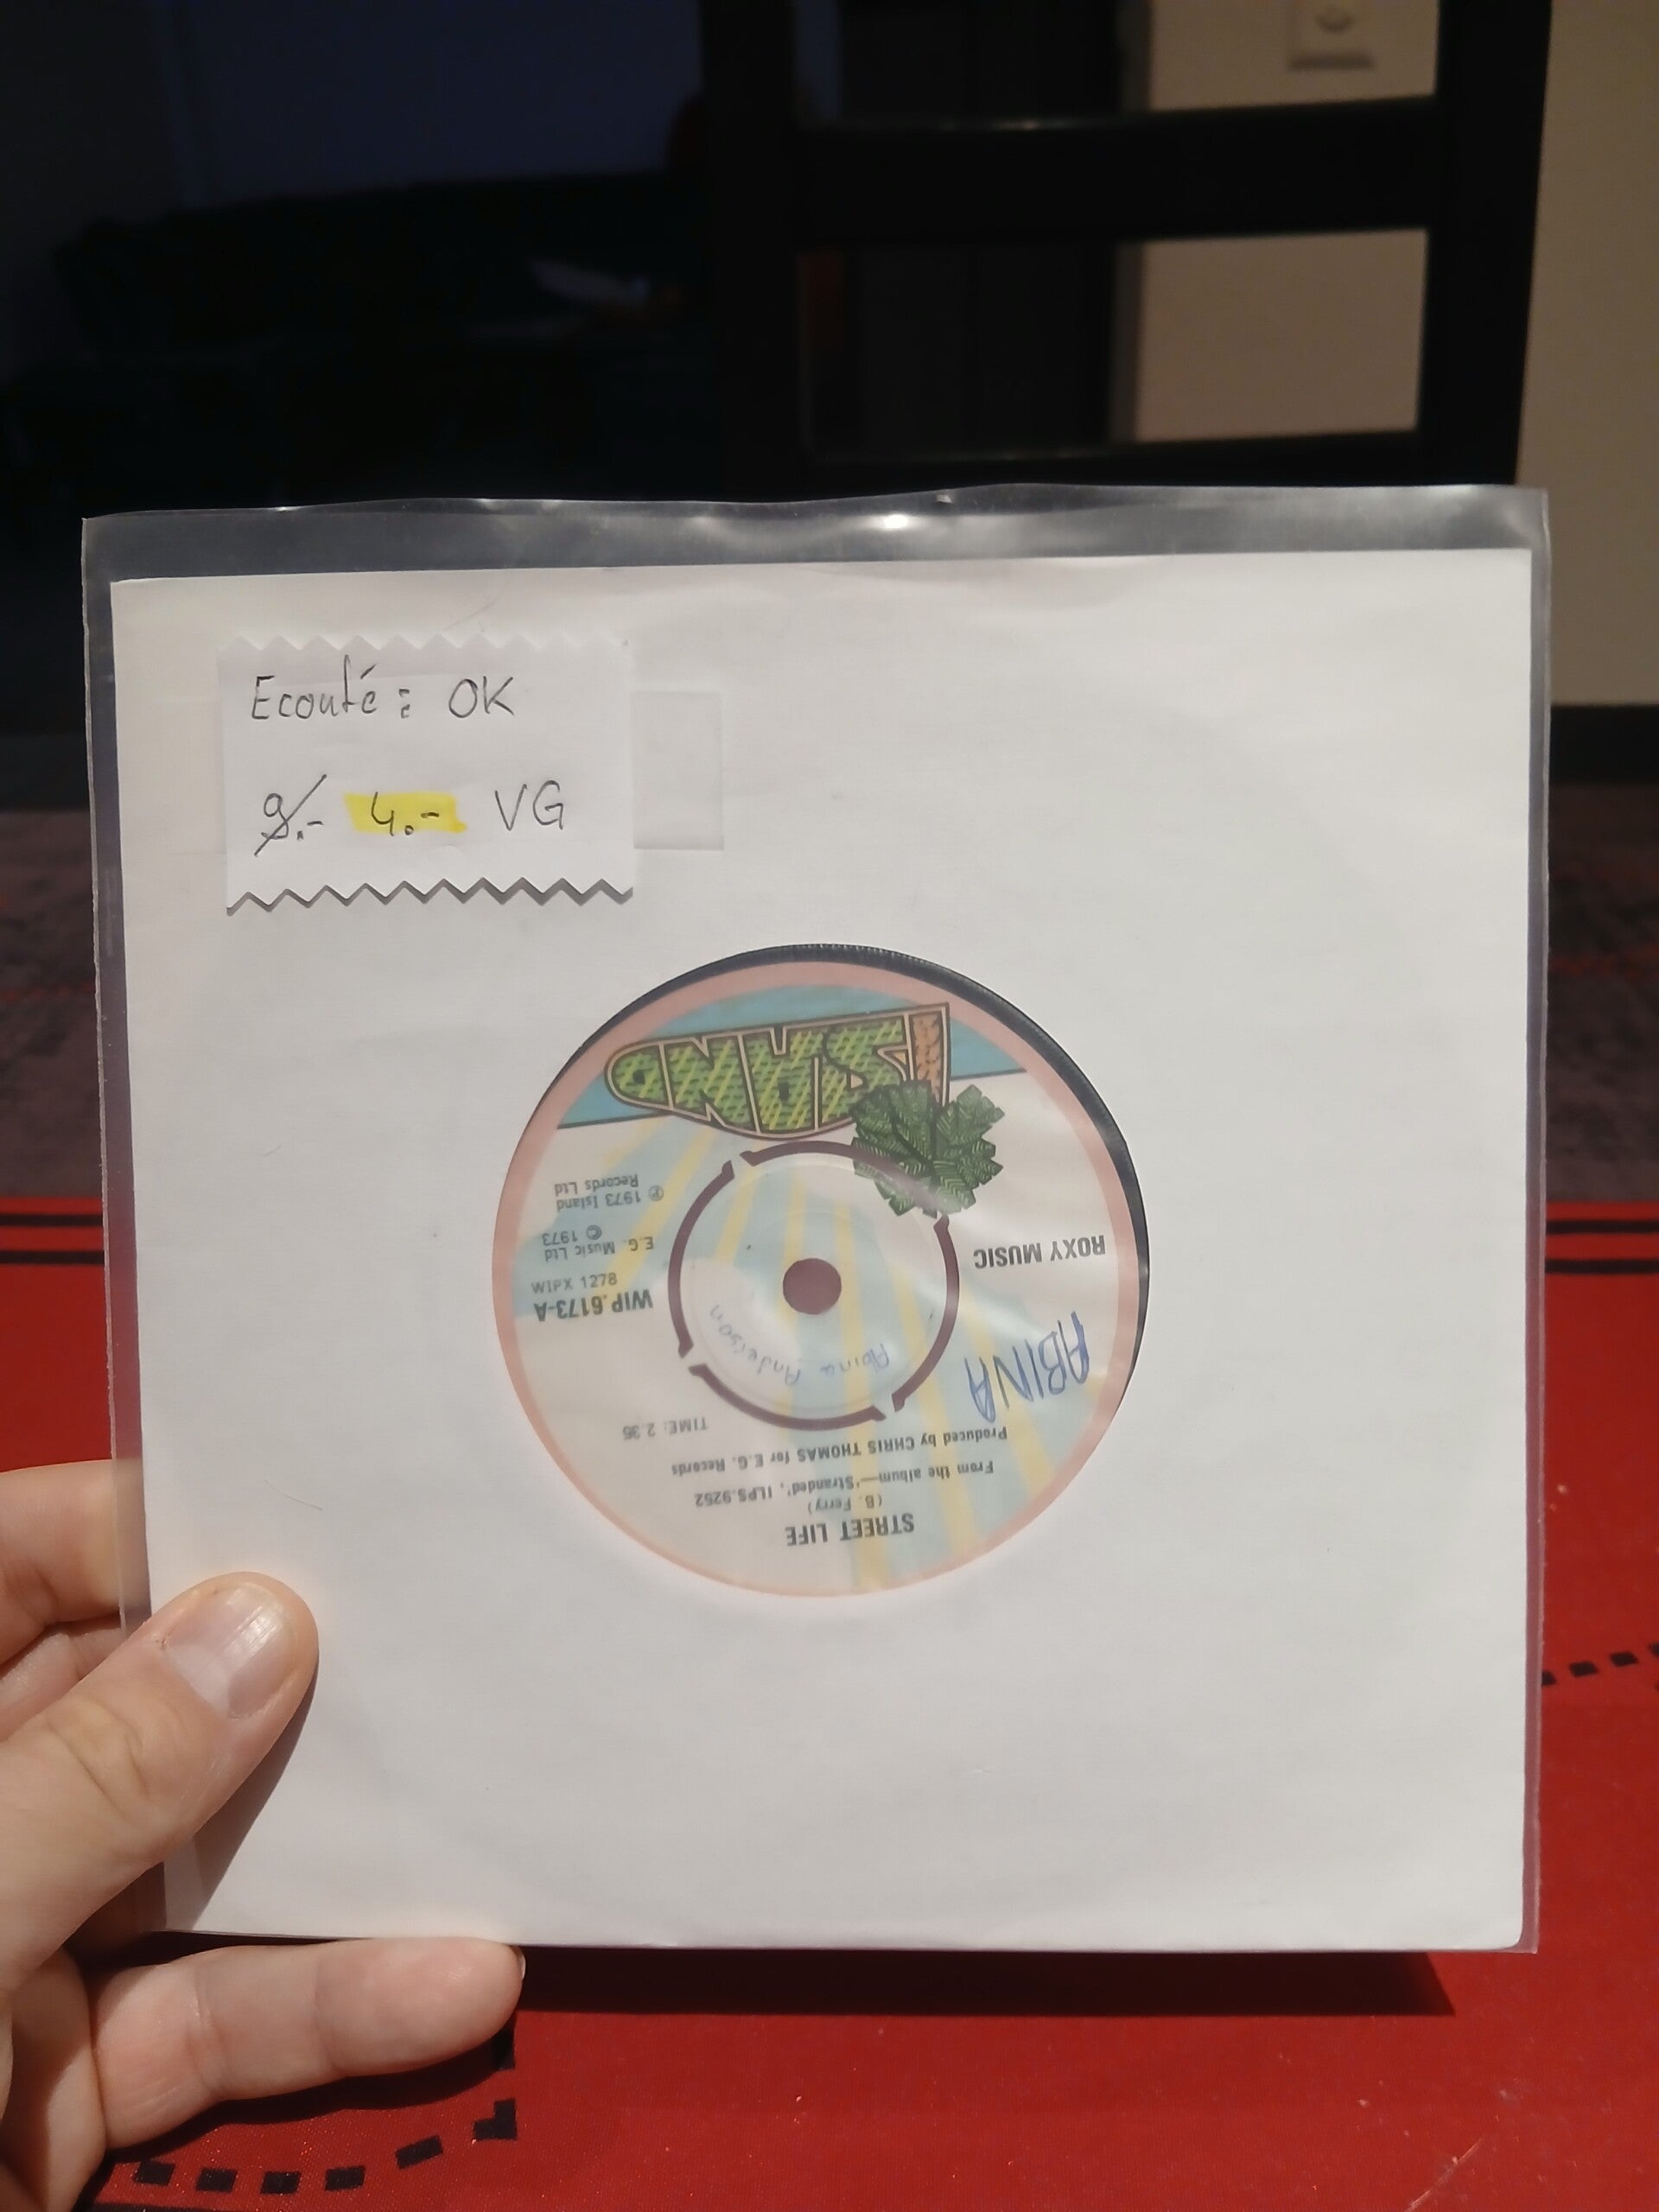 Ecouté : OK
9.- 4.- VG
ISLAND
ROXY MUSIC
ABINA
℗ 1973 Island
Records Ltd
E.G. Music Ltd
© 1973
WIPX 1278
WIP.6173-A
Abina Anderson
TIME: 2.35
STREET LIFE
(B. Ferry)
From the album—'Stranded', ILPS.9252
Produced by CHRIS THOMAS for E.G. Records